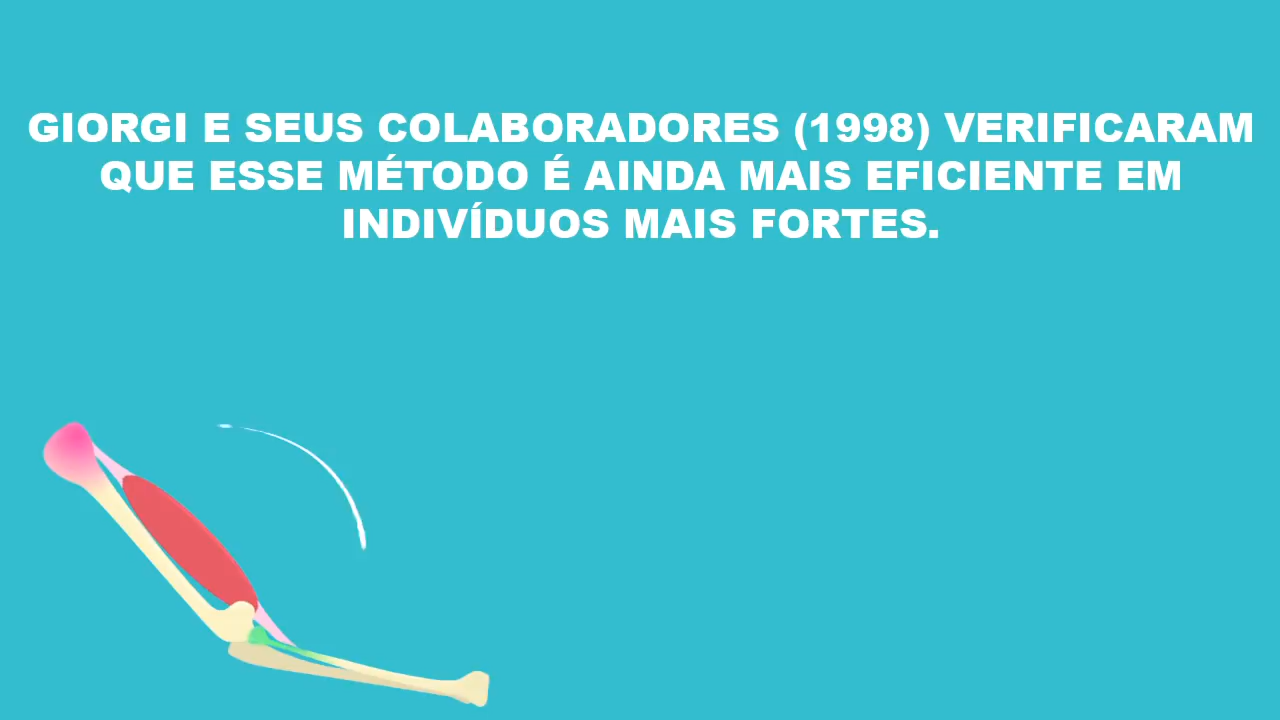 GIORGI E SEUS COLABORADORES (1998) VERIFICARAM
QUE ESSE MÉTODO É AINDA MAIS EFICIENTE EM
INDIVÍDUOS MAIS FORTES.